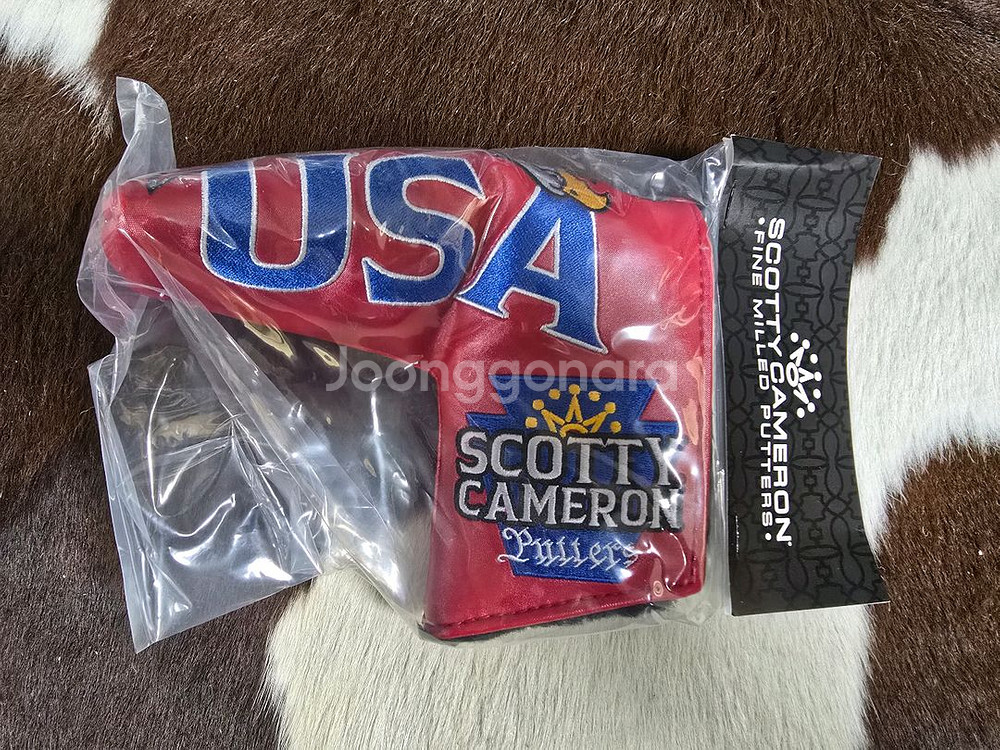 USA
Joonggonara
SCOTTY
CAMERON
Putters
SCOTTY CAMERON®
FINE MILLED PUTTERS.